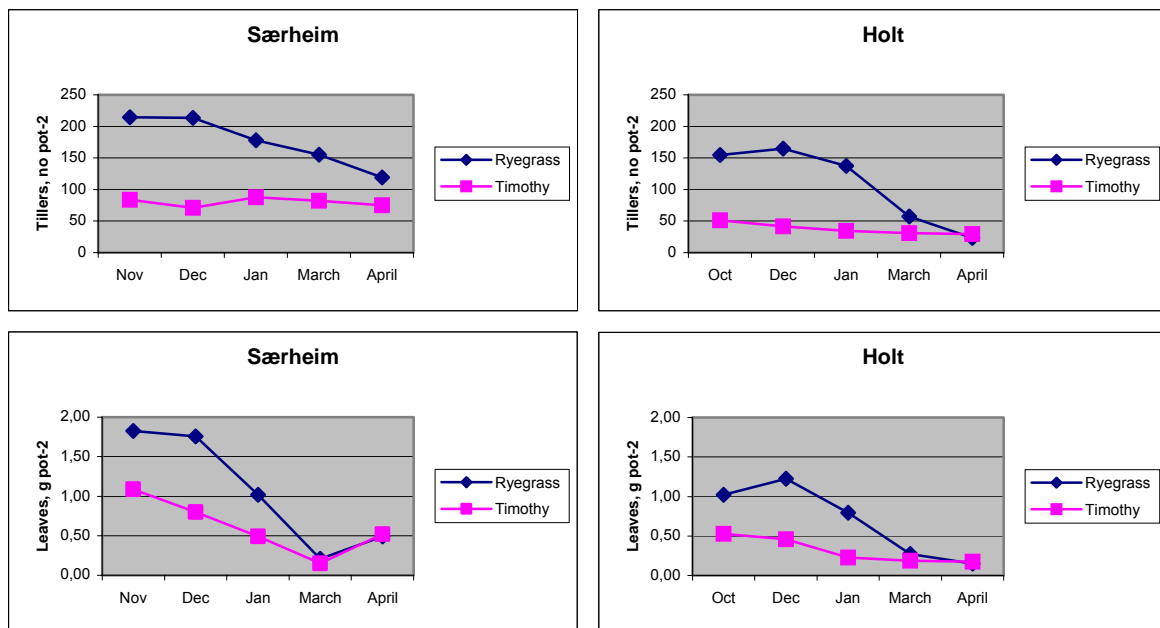 Særheim
Tillers, no pot-2
250
200
150
100
50
0
Nov Dec Jan March April
Ryegrass
Timothy
Holt
Tillers, no pot-2
250
200
150
100
50
0
Oct Dec Jan March April
Ryegrass
Timothy
Særheim
Leaves, g pot-2
2,00
1,50
1,00
0,50
0,00
Nov Dec Jan March April
Ryegrass
Timothy
Holt
Leaves, g pot-2
2,00
1,50
1,00
0,50
0,00
Oct Dec Jan March April
Ryegrass
Timothy